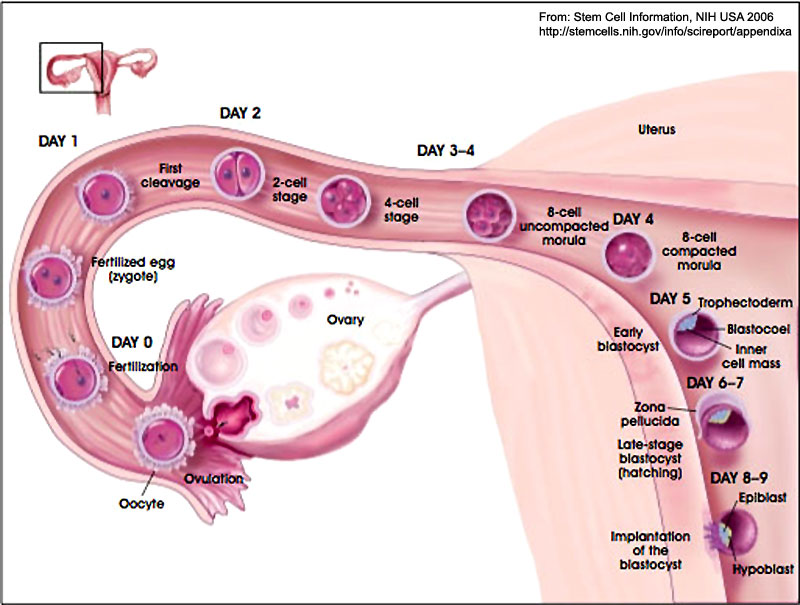 From: Stem Cell Information, NIH USA 2006
http://stemcells.nih.gov/info/scireport/appendixa
DAY 1
DAY 2
DAY 3–4
Uterus
First
cleavage
2-cell
stage
4-cell
stage
8-cell
uncompacted
morula
DAY 4
8-cell
compacted
morula
Fertilized egg
(zygote)
DAY 0
Fertilization
Ovary
Ovulation
Oocyte
DAY 5
Trophectoderm
Early
blastocyst
Blastocoel
Inner
cell mass
DAY 6–7
Zona
pellucida
Late-stage
blastocyst
(hatching)
DAY 8–9
Epiblast
Implantation
of the
blastocyst
Hypoblast